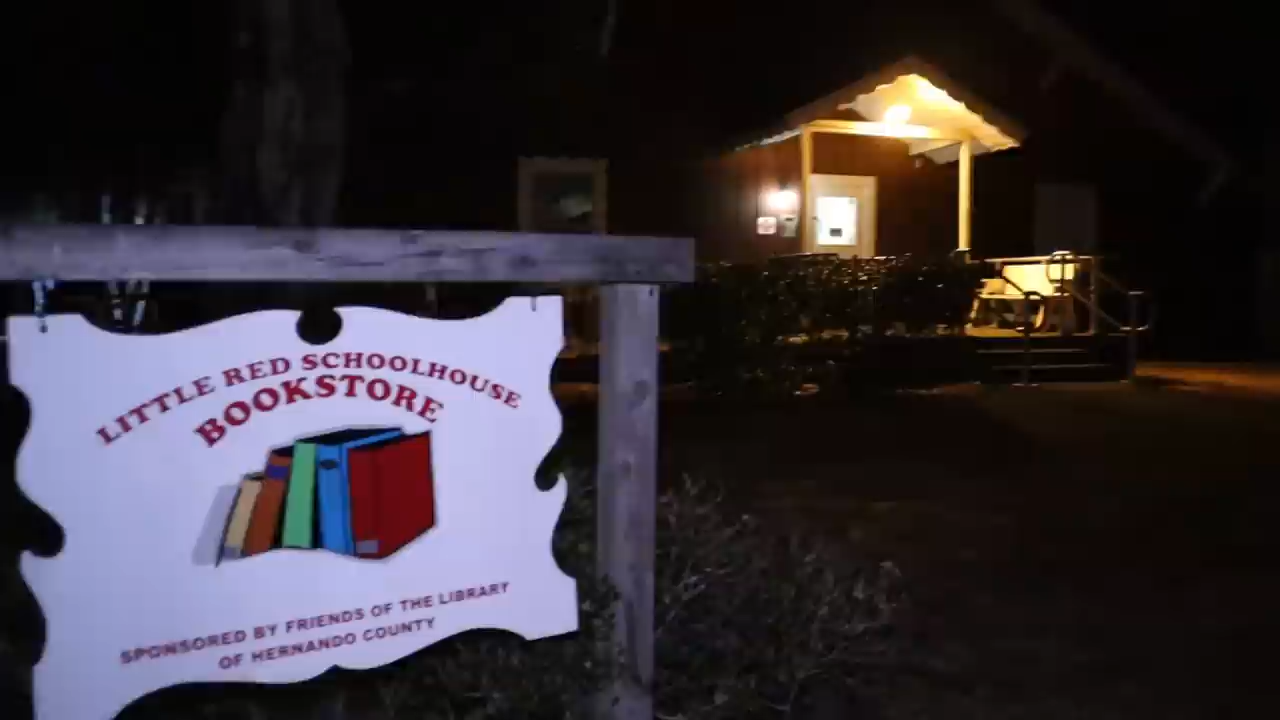 LITTLE RED SCHOOLHOUSE
BOOKSTORE
SPONSORED BY FRIENDS OF THE LIBRARY
OF HERNANDO COUNTY